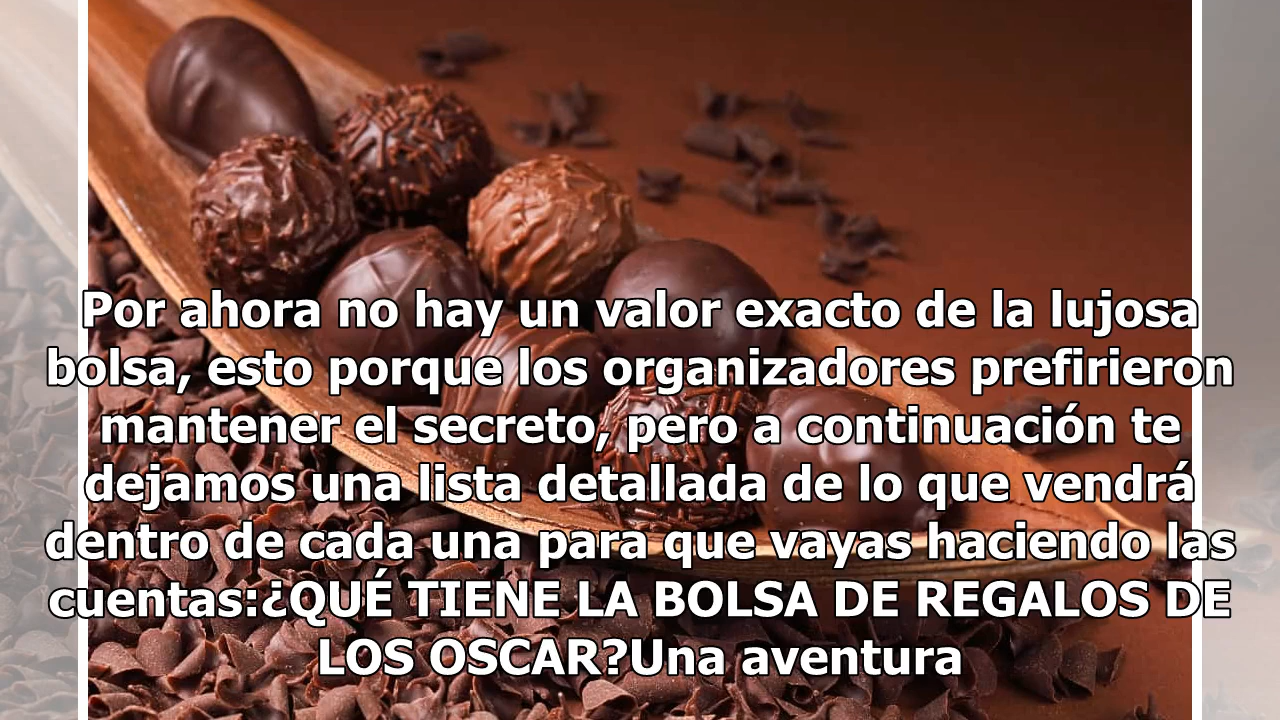 Por ahora no hay un valor exacto de la lujosa
bolsa, esto porque los organizadores prefirieron
mantener el secreto, pero a continuación te
dejamos una lista detallada de lo que vendrá
dentro de cada una para que vayas haciendo las
cuentas:¿QUÉ TIENE LA BOLSA DE REGALOS DE
LOS OSCAR?Una aventura